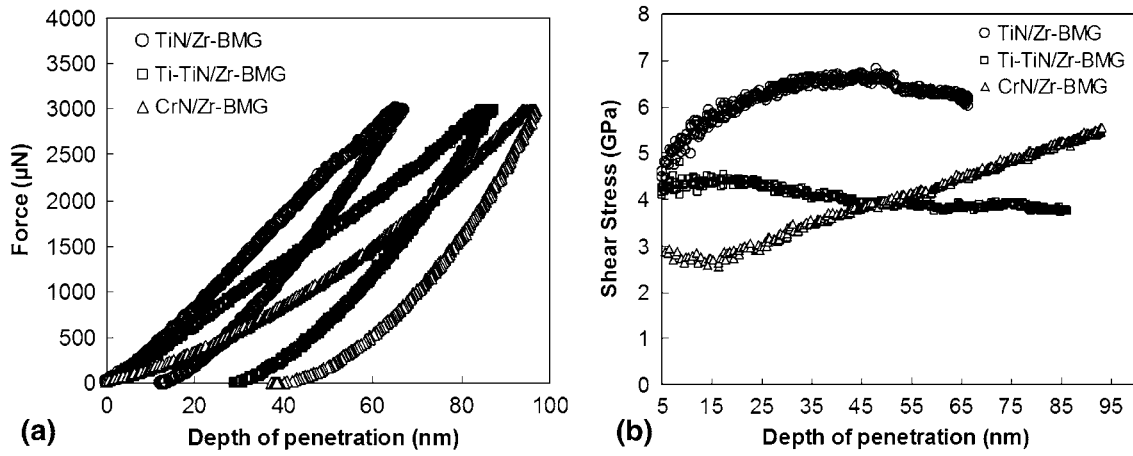 4000
3500
3000
2500
2000
1500
1000
500
0
Force (µN)
TiN/Zr-BMG
Ti-TiN/Zr-BMG
CrN/Zr-BMG
0 20 40 60 80 100
(a) Depth of penetration (nm)
8
7
6
5
4
3
2
1
0
Shear Stress (GPa)
TiN/Zr-BMG
Ti-TiN/Zr-BMG
CrN/Zr-BMG
5 15 25 35 45 55 65 75 85 95
(b) Depth of penetration (nm)